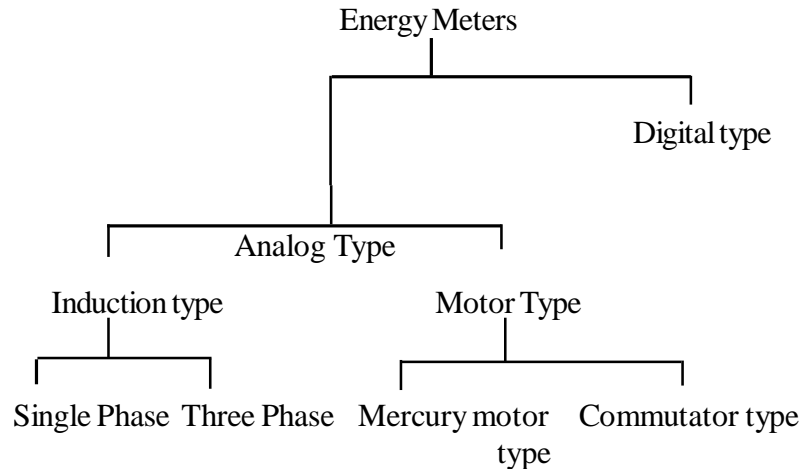 Energy Meters
Digital type
Analog Type
Induction type
Motor Type
Single Phase
Three Phase
Mercury motor
type
Commutator type